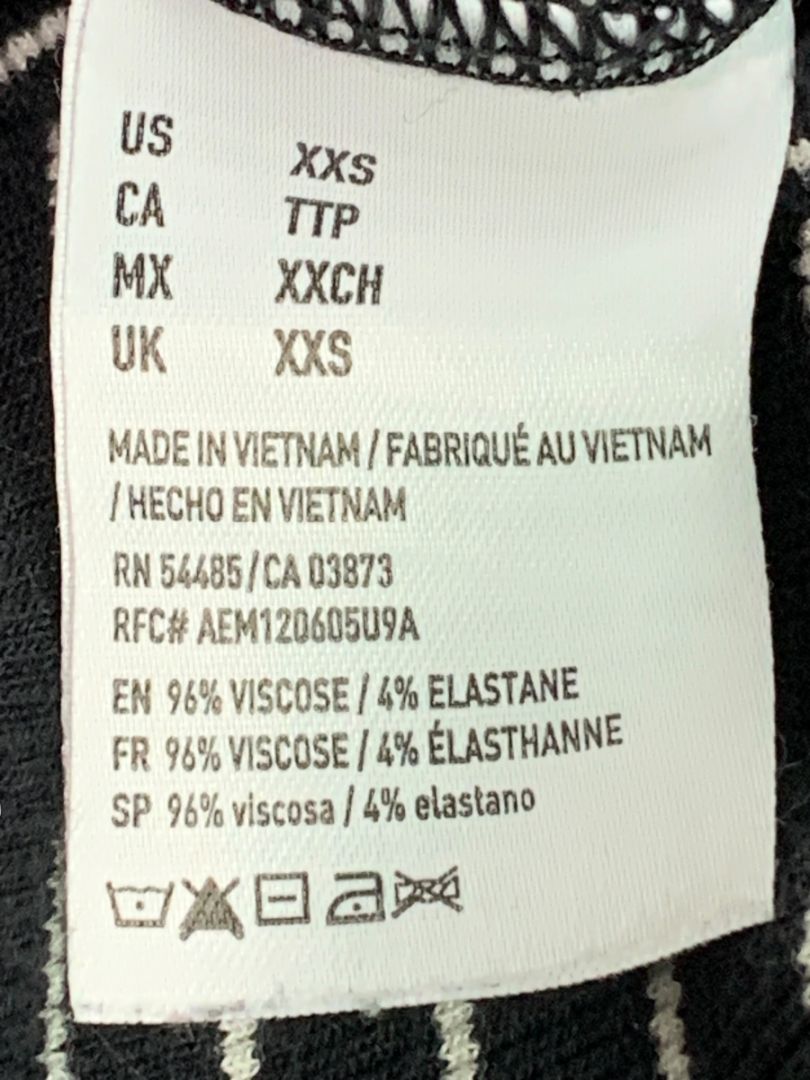 US XXS
CA TTP
MX XXCH
UK XXS
MADE IN VIETNAM / FABRIQUÉ AU VIETNAM
/ HECHO EN VIETNAM
RN 54485 / CA 03873
RFC# AEM120605U9A
EN 96% VISCOSE / 4% ELASTANE
FR 96% VISCOSE / 4% ÉLASTHANNE
SP 96% viscosa / 4% elastano